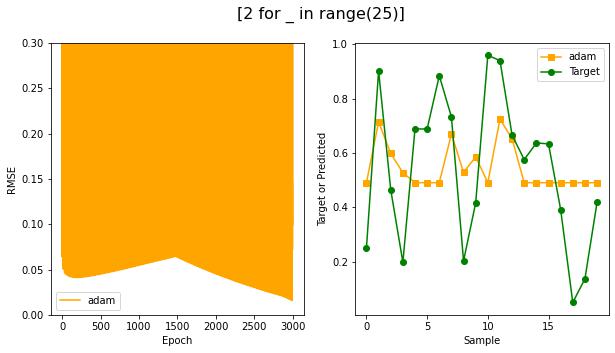 [2 for _ in range(25)]
0.30
0.25
0.20
0.15
0.10
0.05
0.00
RMSE
0 500 1000 1500 2000 2500 3000
Epoch
adam
1.0
0.8
0.6
0.4
0.2
Target or Predicted
0 5 10 15
Sample
adam
Target